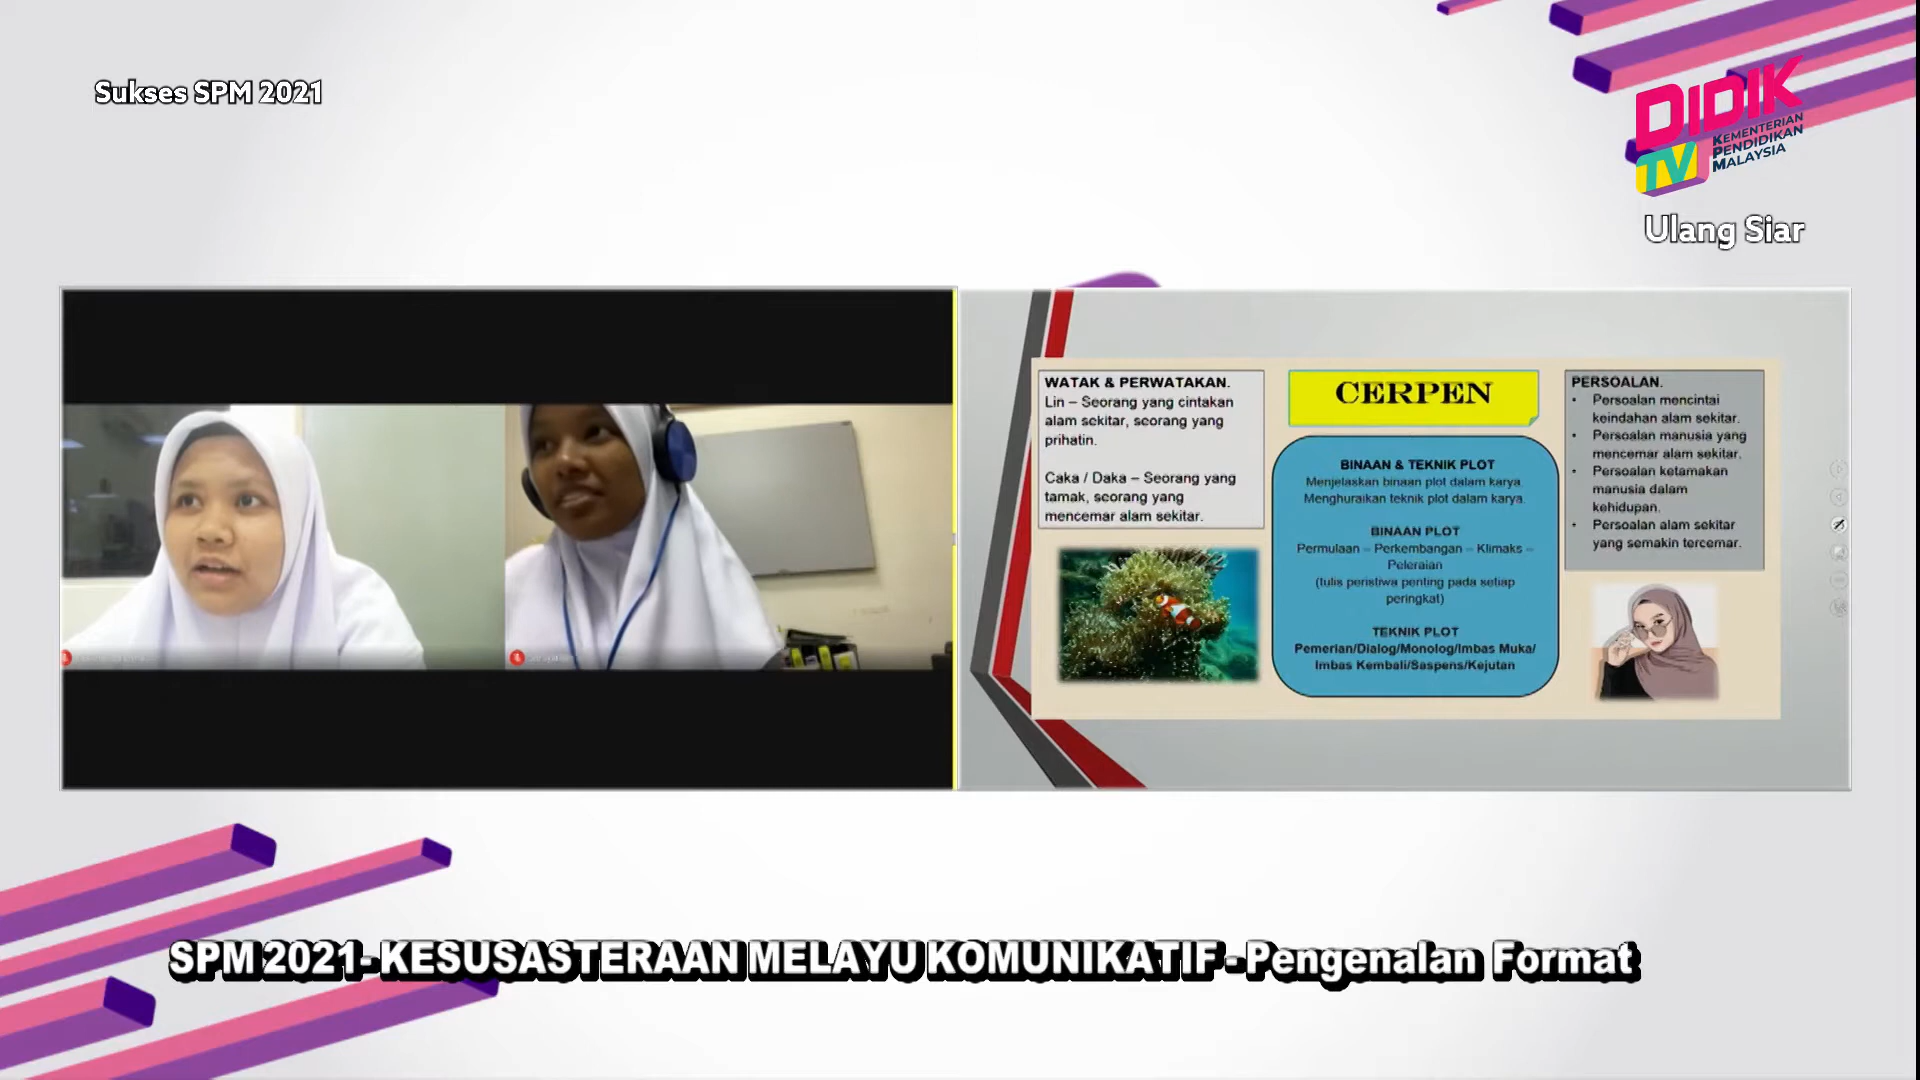 Sukses SPM 2021
DIDIK
TV
KEMENTERIAN
PENDIDIKAN
MALAYSIA
Ulang Siar
WATAK & PERWATAKAN.
Lin – Seorang yang cintakan
alam sekitar, seorang yang
prihatin.
Caka / Daka – Seorang yang
tamak, seorang yang
mencemar alam sekitar.
CERPEN
BINAAN & TEKNIK PLOT
Menjelaskan binaan plot dalam karya.
Menghuraikan teknik plot dalam karya.
BINAAN PLOT
Permulaan – Perkembangan – Klimaks –
Peleraian
(tulis peristiwa penting pada setiap
peringkat)
TEKNIK PLOT
Pemerian/Dialog/Monolog/Imbas Muka/
Imbas Kembali/Saspens/Kejutan
PERSOALAN.
• Persoalan mencintai
keindahan alam sekitar.
• Persoalan manusia yang
mencemar alam sekitar.
• Persoalan ketamakan
manusia dalam
kehidupan.
• Persoalan alam sekitar
yang semakin tercemar.
SPM 2021- KESUSASTERAAN MELAYU KOMUNIKATIF - Pengenalan Format